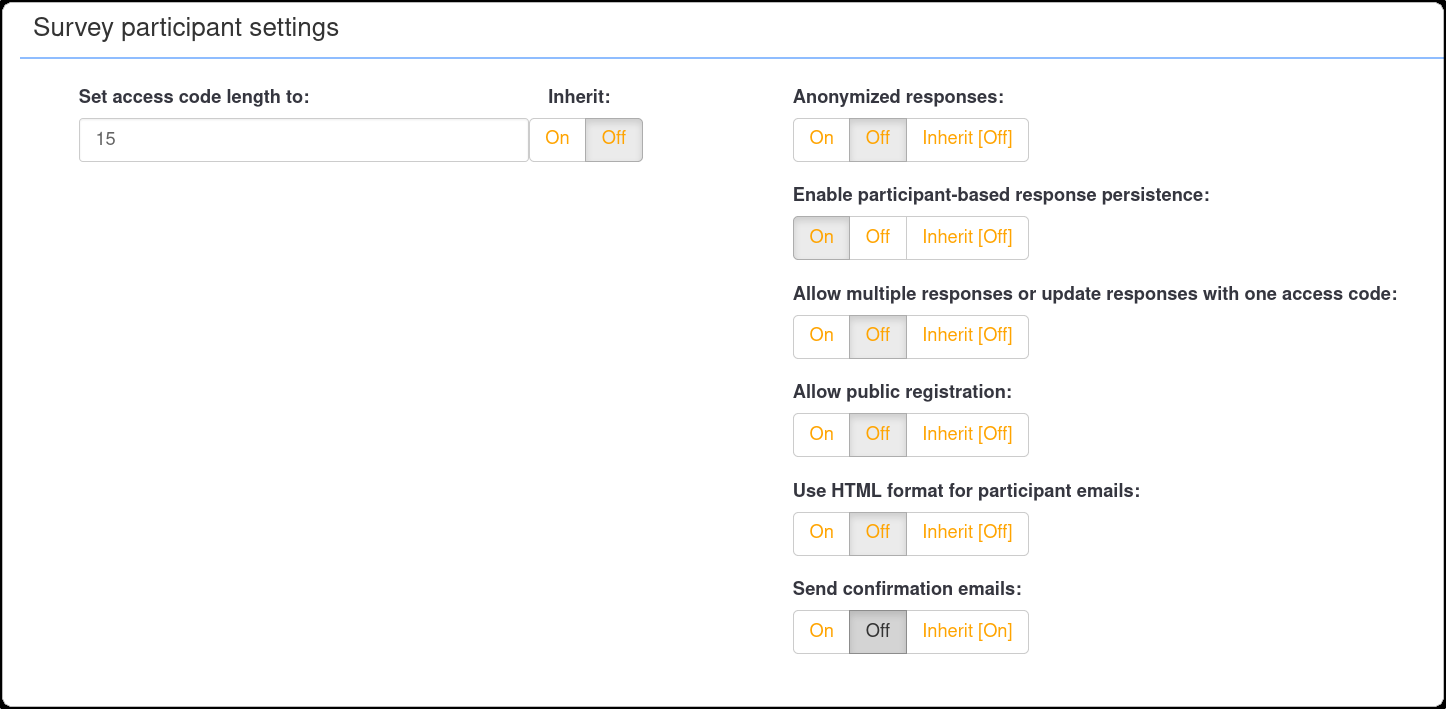 Survey participant settings
Set access code length to: Inherit:
15 On Off
Anonymized responses:
On Off Inherit [Off]
Enable participant-based response persistence:
On Off Inherit [Off]
Allow multiple responses or update responses with one access code:
On Off Inherit [Off]
Allow public registration:
On Off Inherit [Off]
Use HTML format for participant emails:
On Off Inherit [Off]
Send confirmation emails:
On Off Inherit [On]